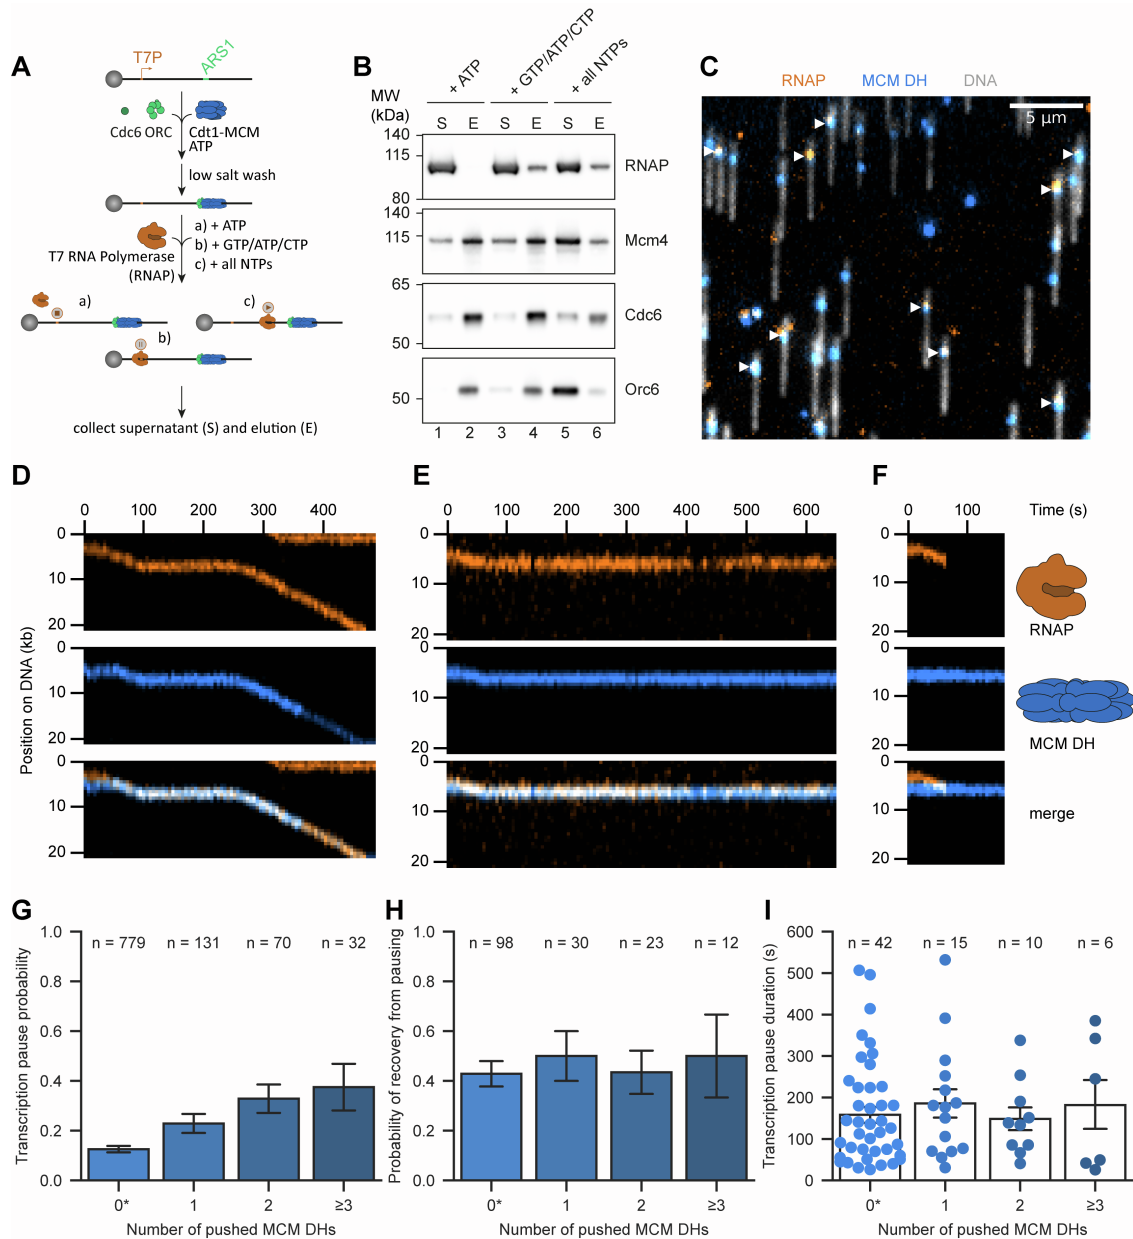 A
T7P
ARS1
Cdc6 ORC
Cdt1-MCM
ATP
low salt wash
T7 RNA Polymerase
(RNAP)
a) + ATP
b) + GTP/ATP/CTP
c) + all NTPs
a)
c)
b)
collect supernatant (S) and elution (E)
B
+ ATP
+ GTP/ATP/CTP
+ all NTPs
MW
(kDa)
S E S E S E
140
115
80
RNAP
140
115
Mcm4
65
50
Cdc6
50
Orc6
1 2 3 4 5 6
C
RNAP MCM DH DNA
5 µm
D
0 100 200 300 400
0
10
20
0
10
20
0
10
20
Position on DNA (kb)
E
0 100 200 300 400 500 600
0
10
20
0
10
20
0
10
20
F
0 100
Time (s)
0
10
20
RNAP
0
10
20
MCM DH
0
10
20
merge
G
1.0
0.8
0.6
0.4
0.2
0.0
Transcription pause probability
n = 779 n = 131 n = 70 n = 32
0* 1 2 ≥3
Number of pushed MCM DHs
H
1.0
0.8
0.6
0.4
0.2
0.0
Probability of recovery from pausing
n = 98 n = 30 n = 23 n = 12
0* 1 2 ≥3
Number of pushed MCM DHs
I
600
500
400
300
200
100
0
Transcription pause duration (s)
n = 42 n = 15 n = 10 n = 6
0* 1 2 ≥3
Number of pushed MCM DHs